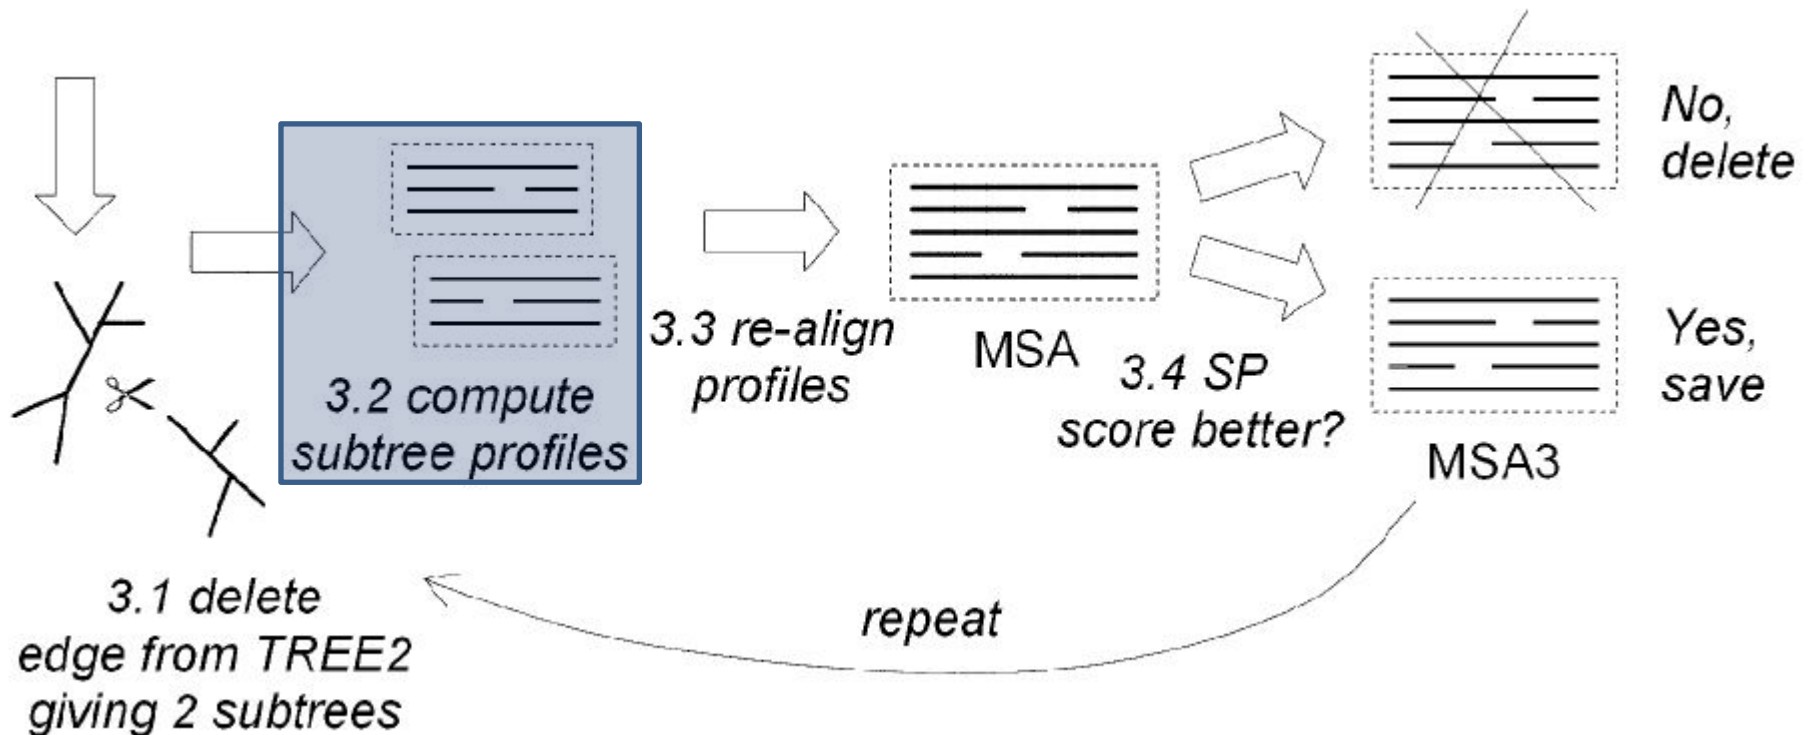 No,
delete
3.2 compute
subtree profiles
3.3 re-align
profiles
MSA
3.4 SP
score better?
Yes,
save
MSA3
3.1 delete
edge from TREE2
giving 2 subtrees
repeat